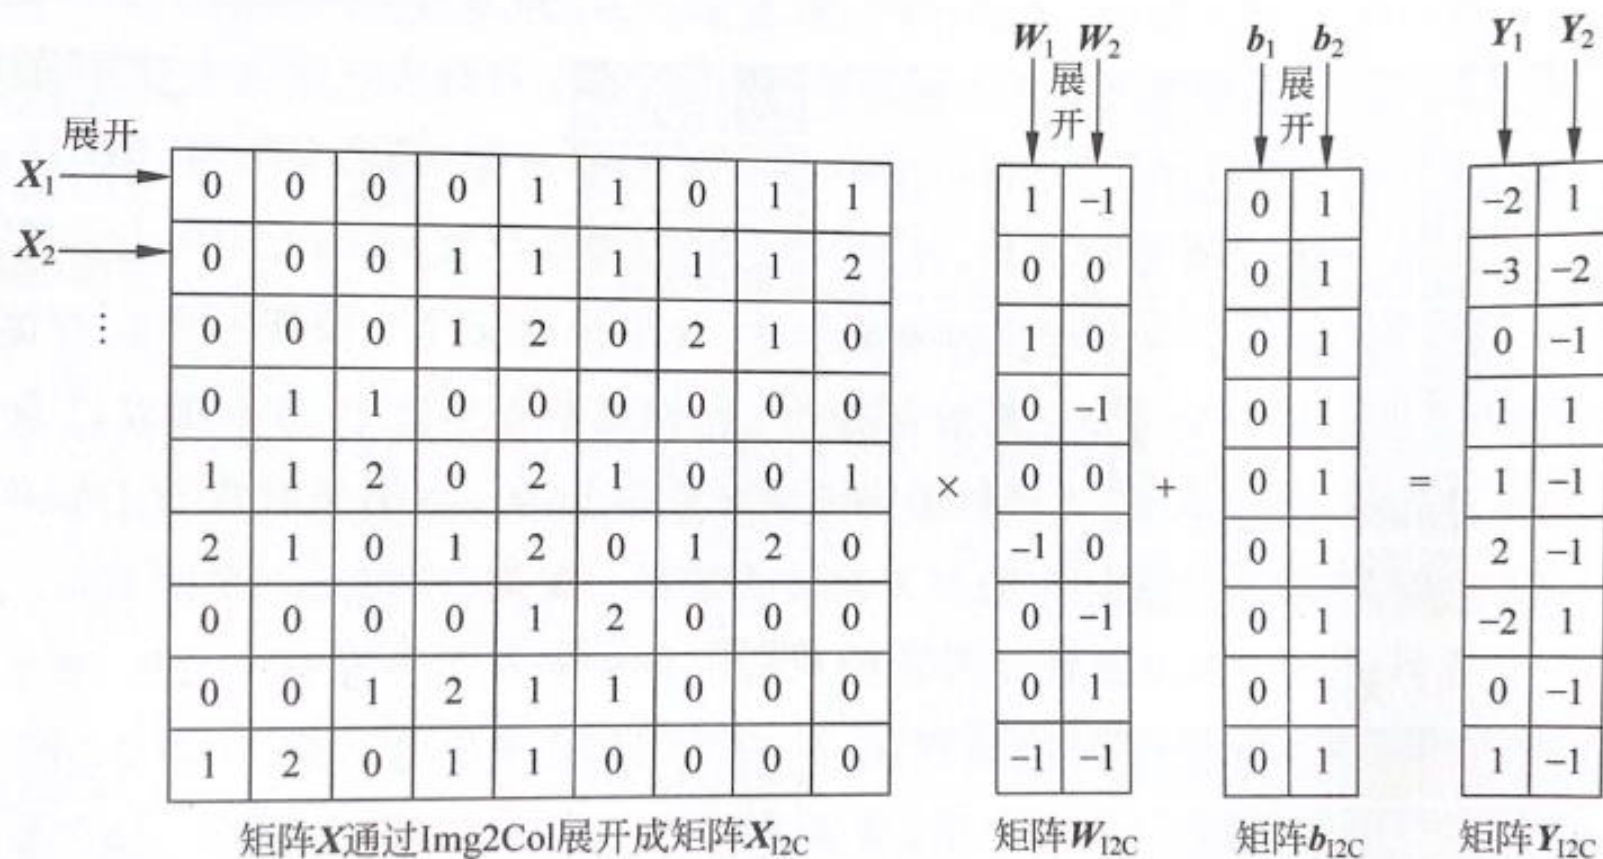 W₁ W₂ b₁ b₂ Y₁ Y₂
展开 展开
展开
X₁ 0 0 0 0 1 1 0 1 1 1 −1 0 1 −2 1
X₂ 0 0 0 1 1 1 1 1 2 0 0 0 1 −3 −2
⋮ 0 0 0 1 2 0 2 1 0 1 0 0 1 0 −1
0 1 1 0 0 0 0 0 0 0 −1 0 1 1 1
1 1 2 0 2 1 0 0 1 × 0 0 + 0 1 = 1 −1
2 1 0 1 2 0 1 2 0 −1 0 0 1 2 −1
0 0 0 0 1 2 0 0 0 0 −1 0 1 −2 1
0 0 1 2 1 1 0 0 0 0 1 0 1 0 −1
1 2 0 1 1 0 0 0 0 −1 −1 0 1 1 −1
矩阵X通过Img2Col展开成矩阵X_I2C 矩阵W_I2C 矩阵b_I2C 矩阵Y_I2C